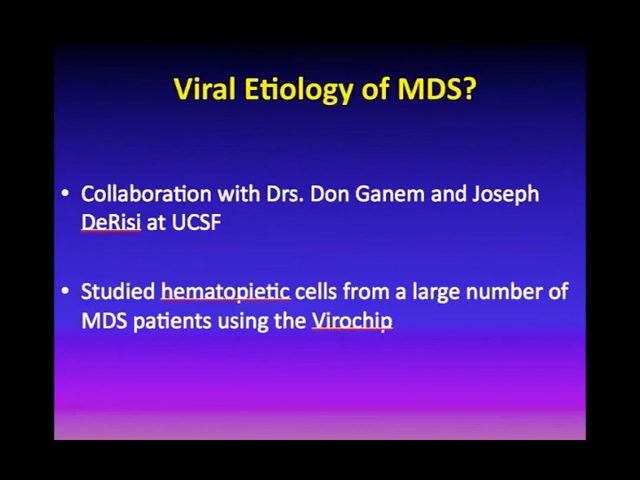 Viral Etiology of MDS?
• Collaboration with Drs. Don Ganem and Joseph
DeRisi at UCSF
• Studied hematopietic cells from a large number of
MDS patients using the Virochip